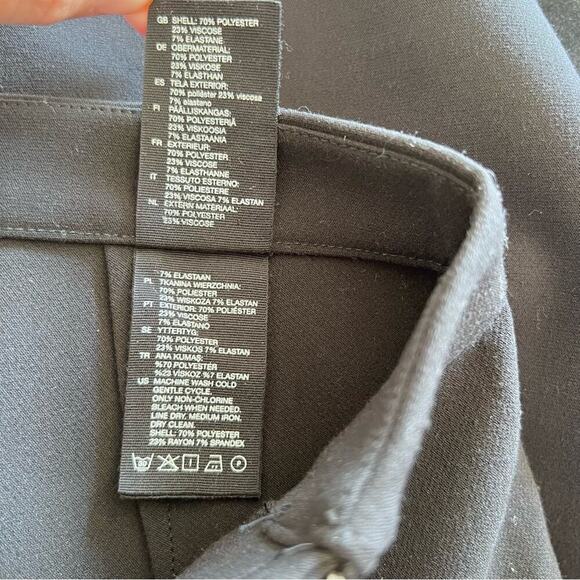 GB SHELL: 70% POLYESTER
23% VISCOSE
7% ELASTANE
DE OBERMATERIAL:
70% POLYESTER
23% VISKOSE
7% ELASTHAN
ES TELA EXTERIOR:
70% poliéster 23% viscosa
7% elastano
FI PÄÄLLISKANGAS:
70% POLYESTERIÄ
23% VISKOOSIA
7% ELASTAANIA
FR EXTERIEUR:
70% POLYESTER
23% VISCOSE
7% ELASTHANNE
IT TESSUTO ESTERNO:
70% POLIESTERE
23% VISCOSA 7% ELASTAN
NL EXTERN MATERIAAL:
70% POLYESTER
23% VISCOSE
7% ELASTAAN
PL TKANINA WIERZCHNIA:
70% POLIESTER
23% WISKOZA 7% ELASTAN
PT EXTERIOR: 70% POLIÉSTER
23% VISCOSE
7% ELASTANO
SE YTTERTYG:
70% POLYESTER
23% VISKOS 7% ELASTAN
TR ANA KUMAŞ:
%70 POLYESTER
%23 VİSKOZ %7 ELASTAN
US MACHINE WASH COLD
GENTLE CYCLE.
ONLY NON-CHLORINE
BLEACH WHEN NEEDED.
LINE DRY. MEDIUM IRON.
DRY CLEAN.
SHELL: 70% POLYESTER
23% RAYON 7% SPANDEX